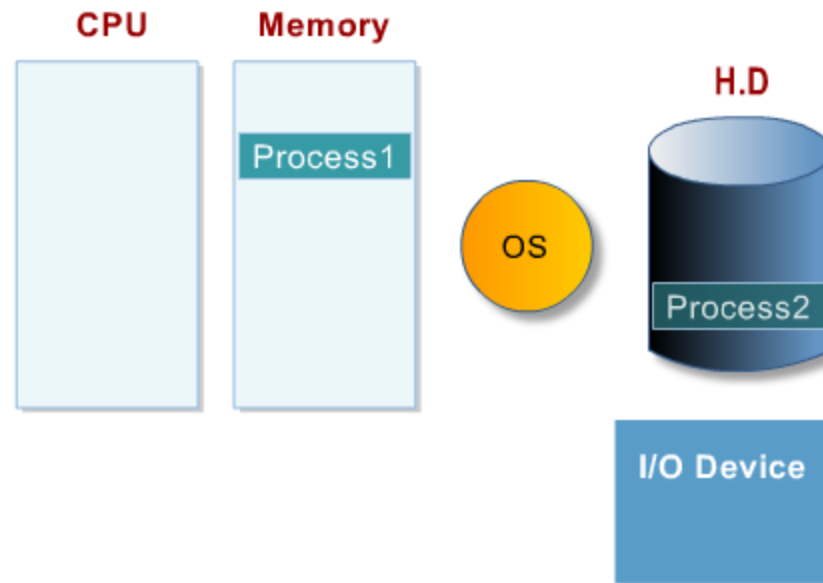 CPU
Memory
H.D
Process1
OS
Process2
I/O Device